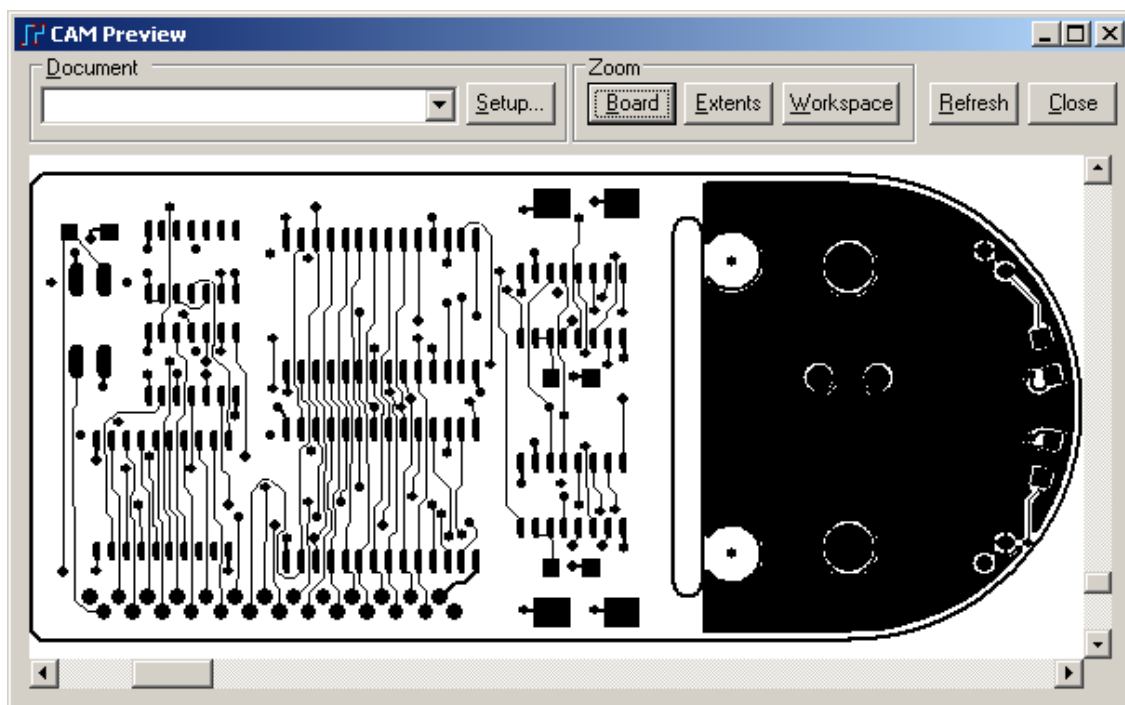 CAM Preview
Document
Zoom
Setup...
Board
Extents
Workspace
Refresh
Close